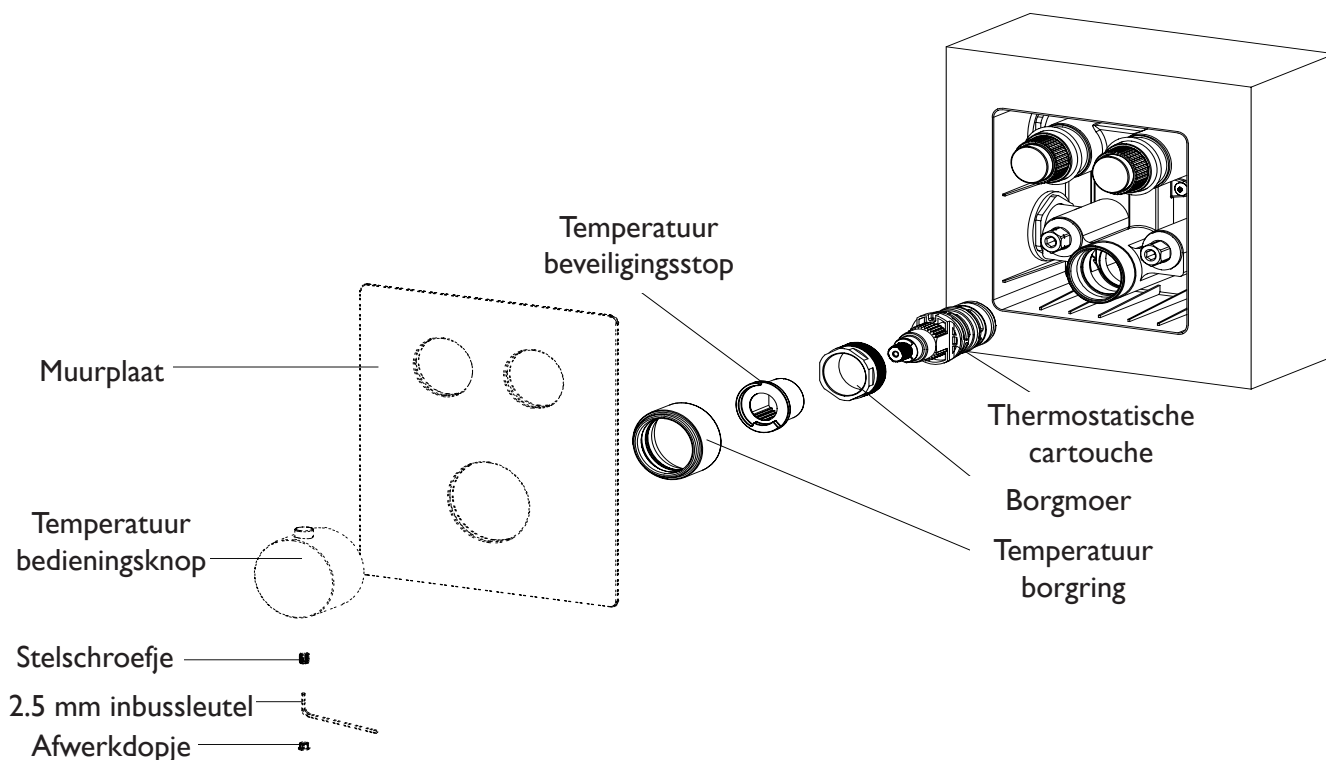 Temperatuur
beveiligingsstop
Muurplaat
Thermostatische
cartouche
Borgmoer
Temperatuur
bedieningsknop
Temperatuur
borgring
Stelschroefje
2.5 mm inbussleutel
Afwerkdopje